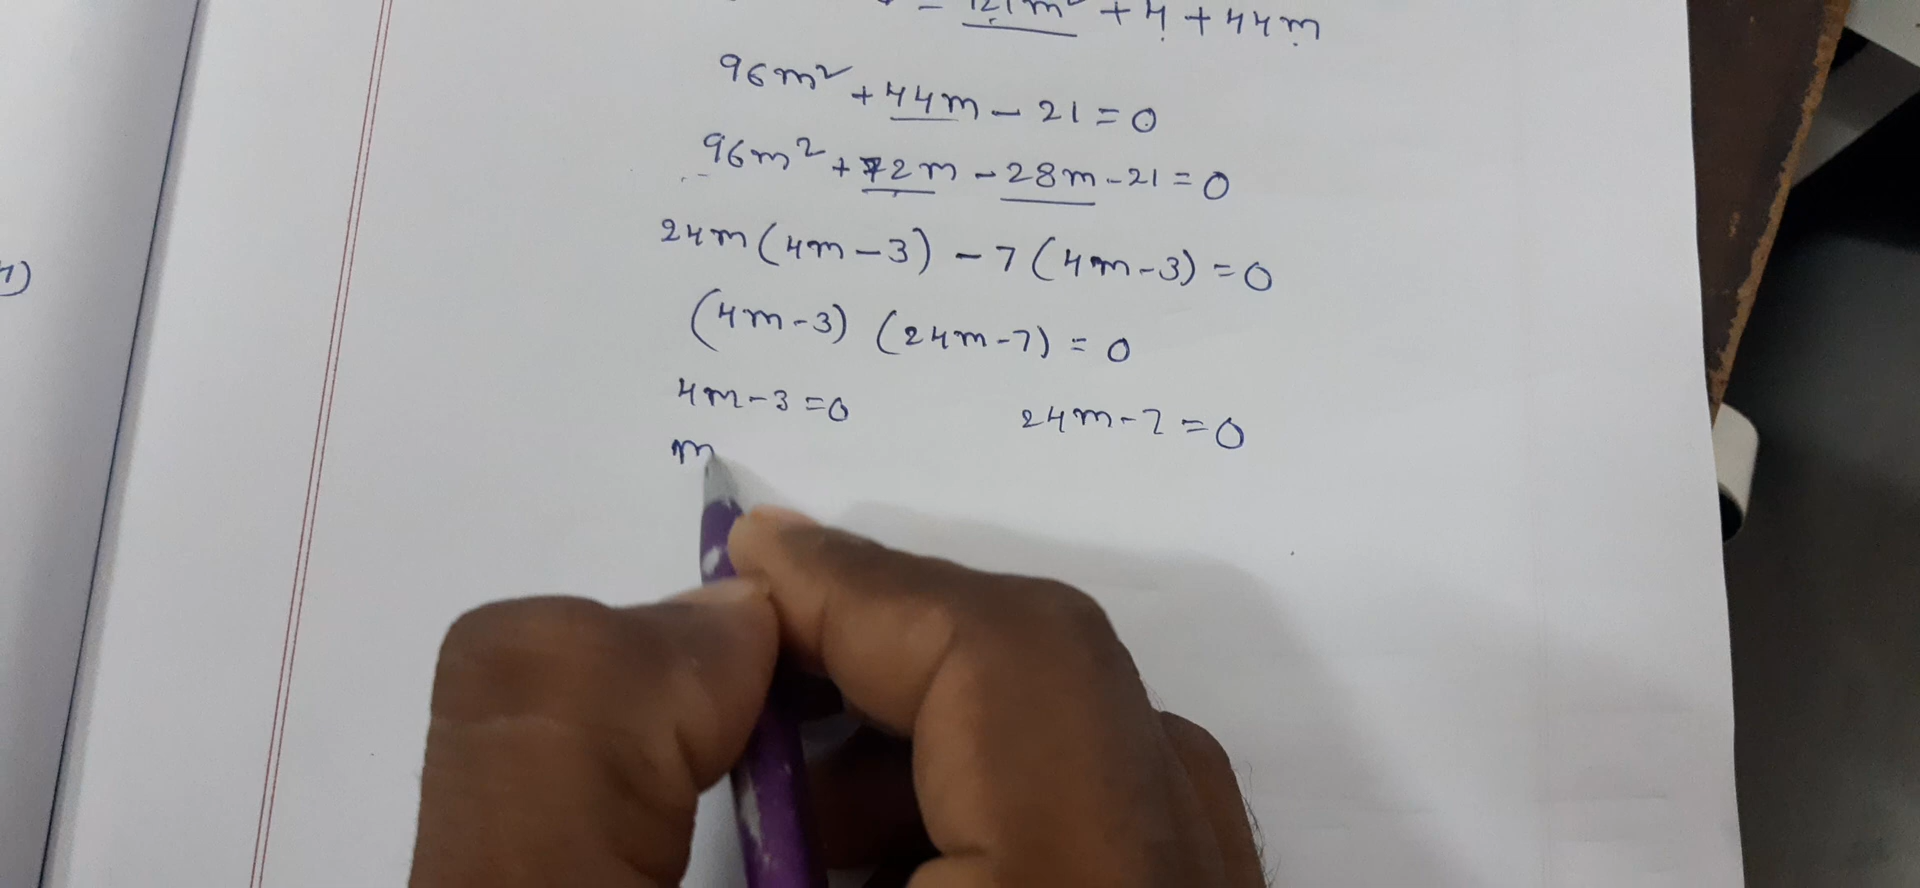 - 121m² + 4 + 44m
96m² + 44m - 21 = 0
96m² + 72m - 28m - 21 = 0
24m (4m - 3) - 7 (4m - 3) = 0
(4m - 3) (24m - 7) = 0
4m - 3 = 0 24m - 7 = 0
m